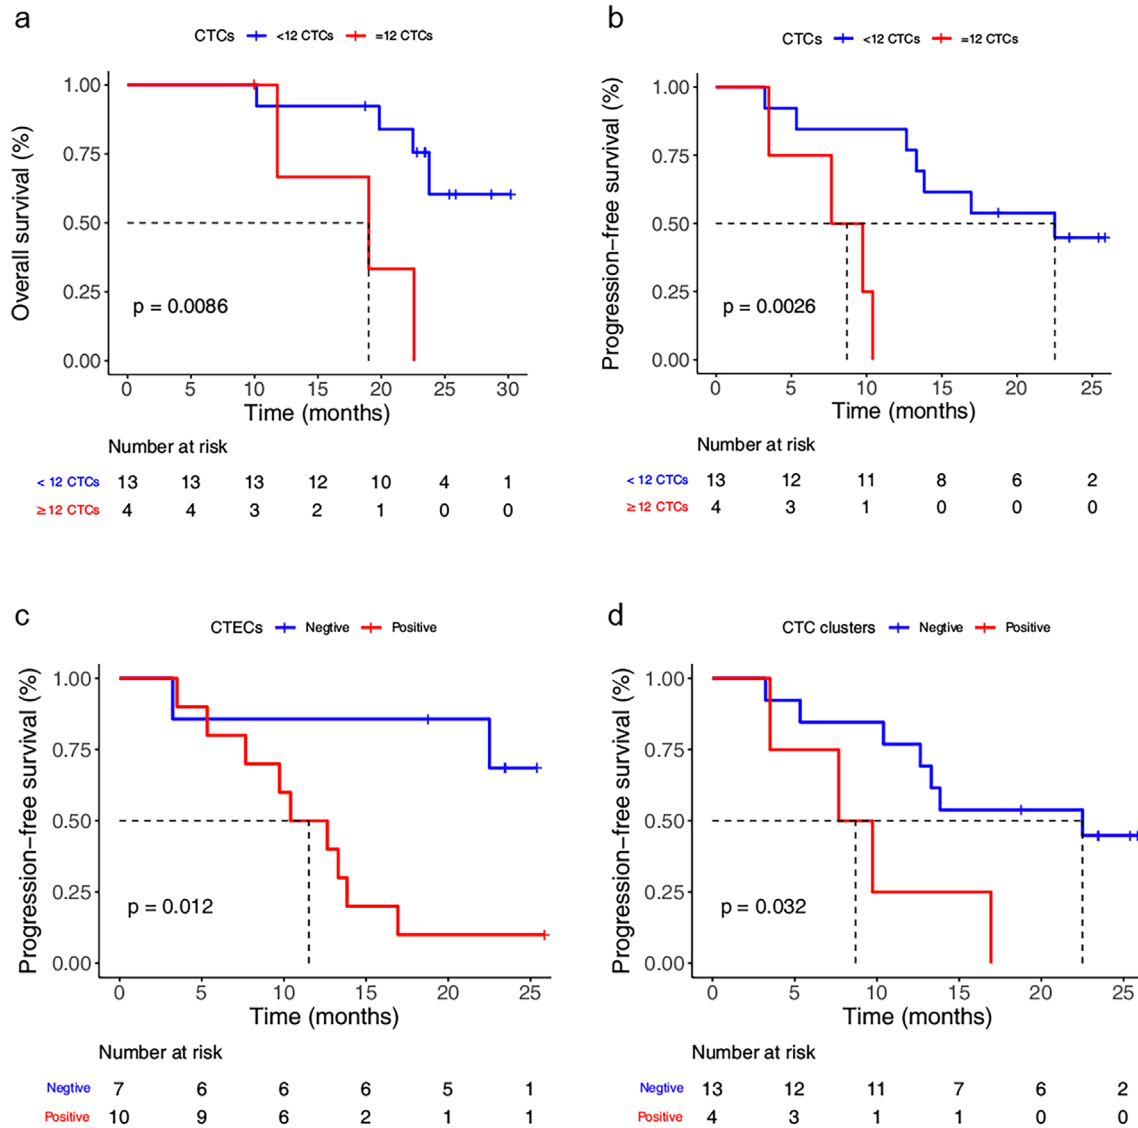 a
CTCs <12 CTCs =12 CTCs
Overall survival (%)
1.00
0.75
0.50
0.25
0.00
p = 0.0086
0 5 10 15 20 25 30
Time (months)
Number at risk
< 12 CTCs 13 13 13 12 10 4 1
≥ 12 CTCs 4 4 3 2 1 0 0
b
CTCs <12 CTCs =12 CTCs
Progression-free survival (%)
1.00
0.75
0.50
0.25
0.00
p = 0.0026
0 5 10 15 20 25
Time (months)
Number at risk
< 12 CTCs 13 12 11 8 6 2
≥ 12 CTCs 4 3 1 0 0 0
c
CTECs Negtive Positive
Progression-free survival (%)
1.00
0.75
0.50
0.25
0.00
p = 0.012
0 5 10 15 20 25
Time (months)
Number at risk
Negtive 7 6 6 6 5 1
Positive 10 9 6 2 1 1
d
CTC clusters Negtive Positive
Progression-free survival (%)
1.00
0.75
0.50
0.25
0.00
p = 0.032
0 5 10 15 20 25
Time (months)
Number at risk
Negtive 13 12 11 7 6 2
Positive 4 3 1 1 0 0